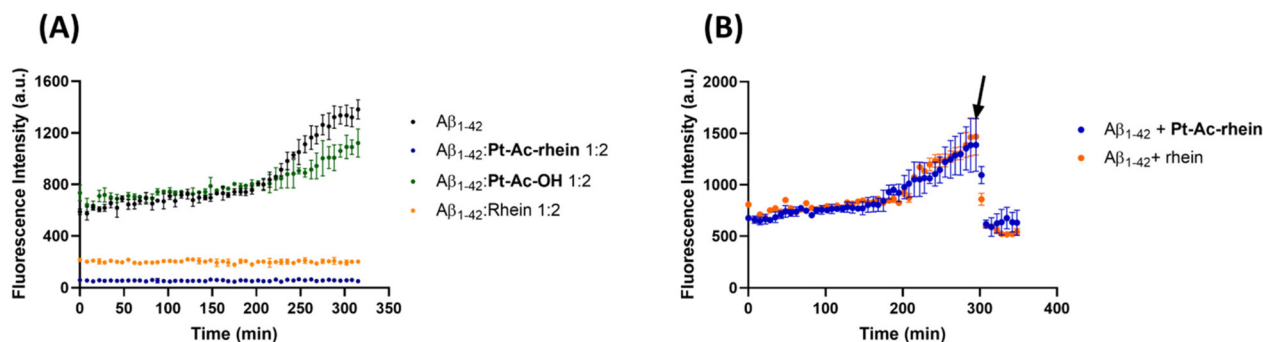 (A)
Fluorescence Intensity (a.u.)
1600
1200
800
400
0
0 50 100 150 200 250 300 350
Time (min)
Aβ1-42
Aβ1-42:Pt-Ac-rhein 1:2
Aβ1-42:Pt-Ac-OH 1:2
Aβ1-42:Rhein 1:2
(B)
Fluorescence Intensity (a.u.)
2000
1500
1000
500
0
0 100 200 300 400
Time (min)
Aβ1-42 + Pt-Ac-rhein
Aβ1-42+ rhein